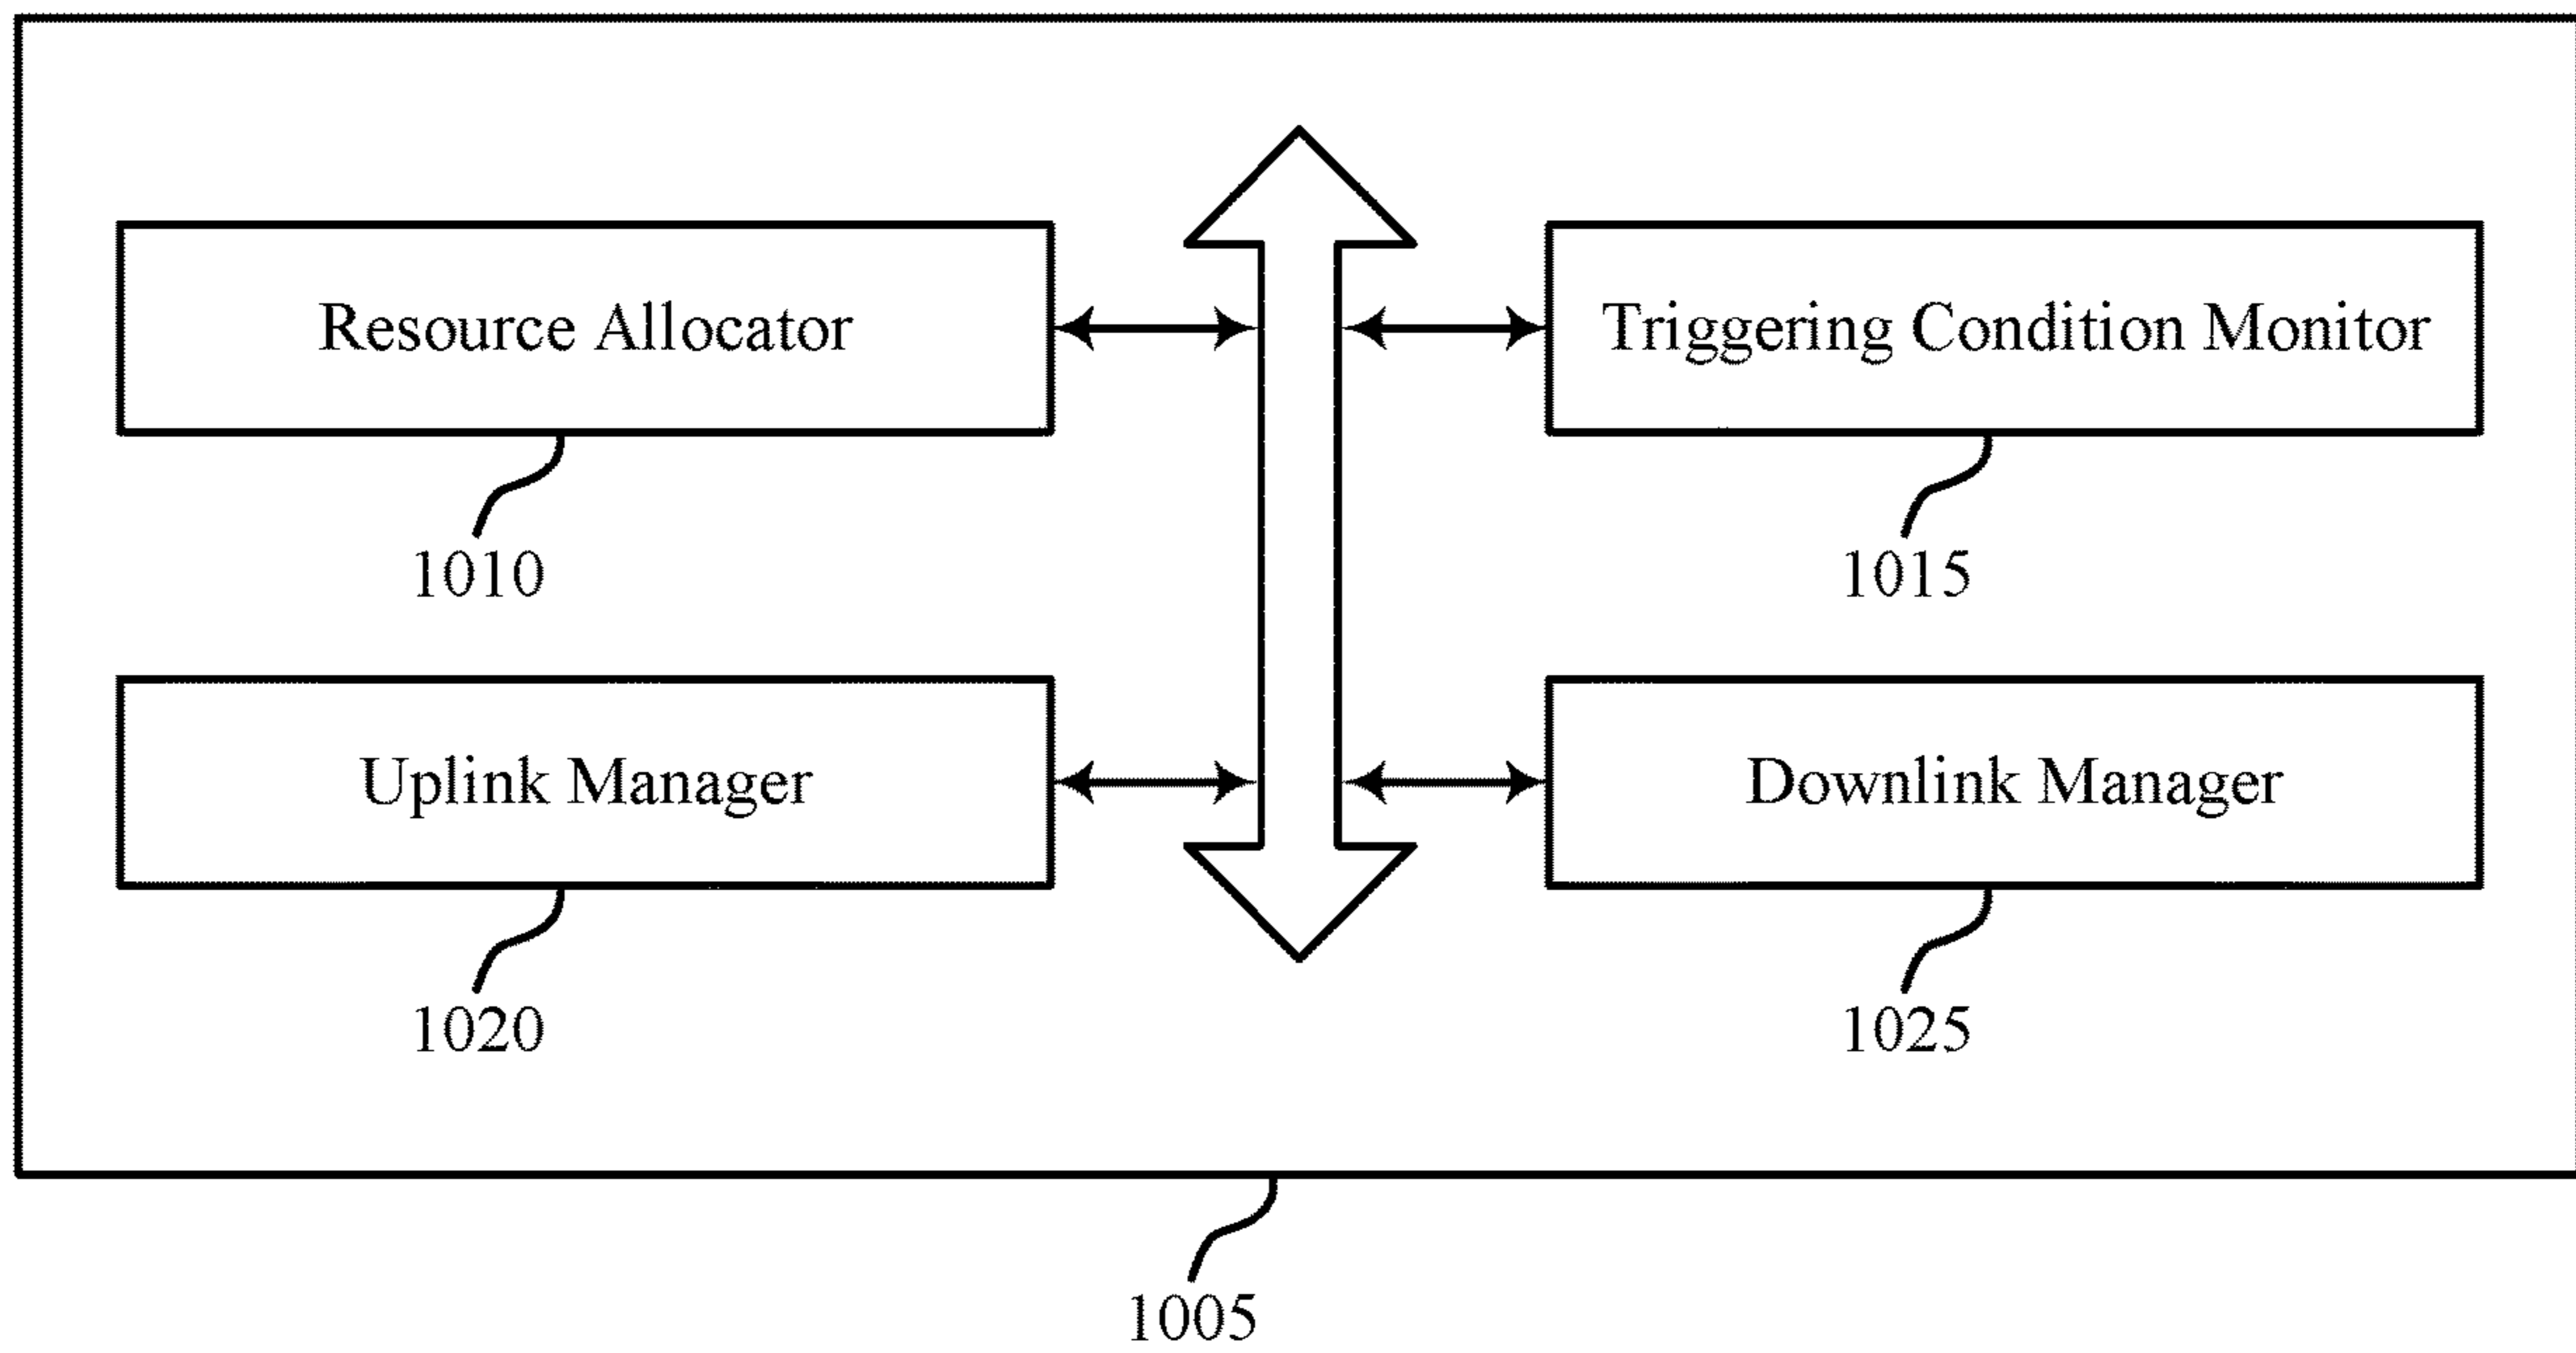 Resource Allocator
Triggering Condition Monitor
1010
1015
Uplink Manager
Downlink Manager
1020
1025
1005